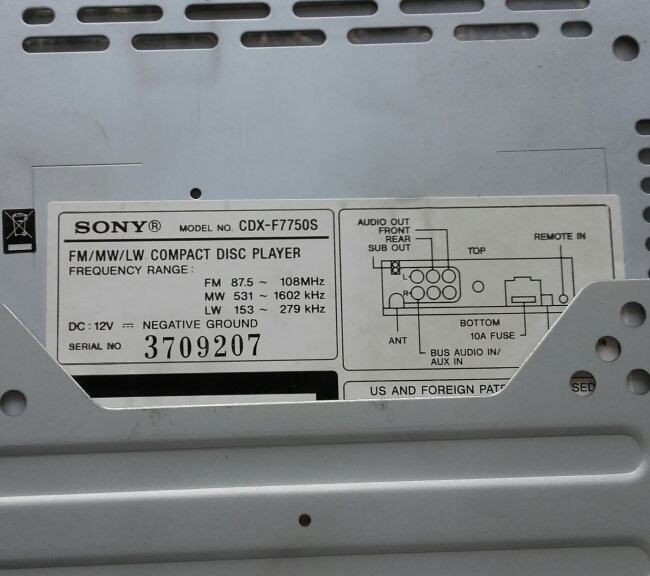 SONY® MODEL NO. CDX-F7750S
FM/MW/LW COMPACT DISC PLAYER
FREQUENCY RANGE :
FM 87.5 ~ 108MHz
MW 531 ~ 1602 kHz
LW 153 ~ 279 kHz
DC : 12V NEGATIVE GROUND
SERIAL NO. 3709207
AUDIO OUT
FRONT
REAR
SUB OUT
TOP
REMOTE IN
L
R
BOTTOM
ANT
10A FUSE
BUS AUDIO IN/
AUX IN
US AND FOREIGN
IN
SED